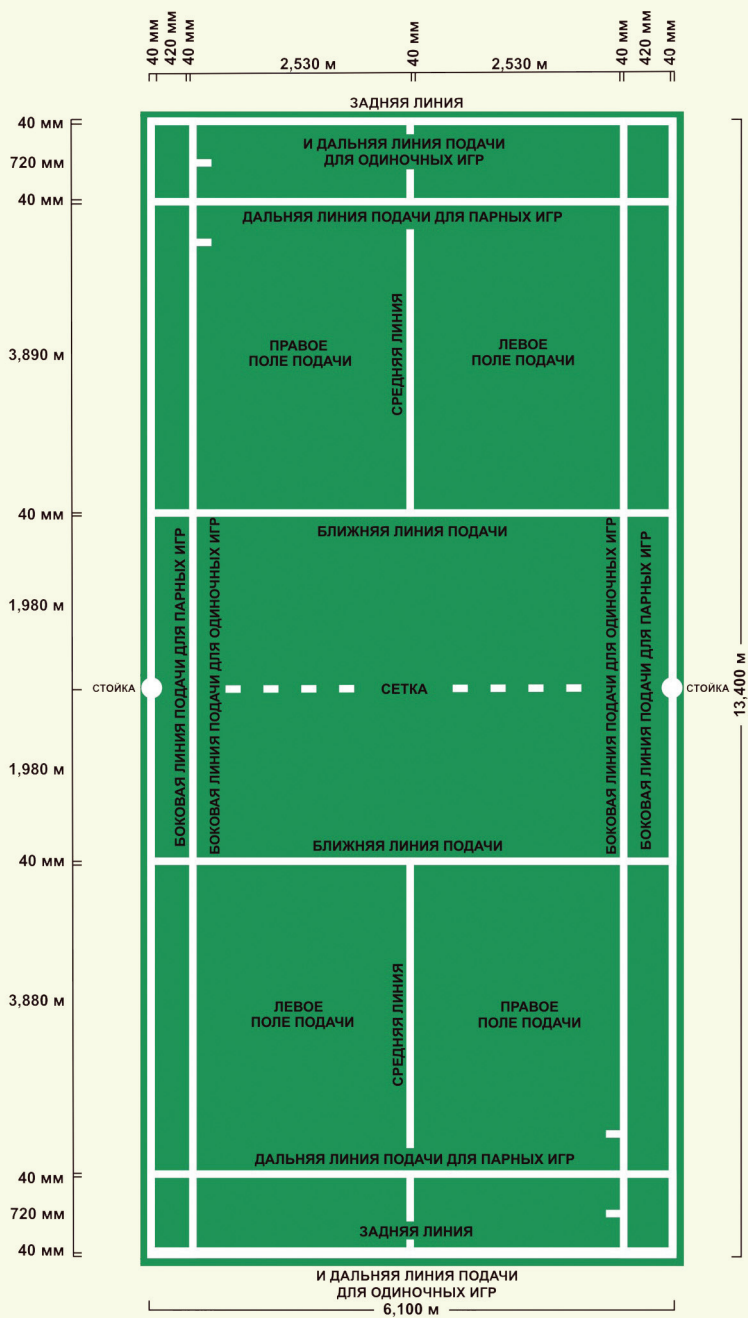 40 мм
420 мм
40 мм
2,530 м
40 мм
2,530 м
40 мм
420 мм
40 мм
ЗАДНЯЯ ЛИНИЯ
40 мм
И ДАЛЬНЯЯ ЛИНИЯ ПОДАЧИ
ДЛЯ ОДИНОЧНЫХ ИГР
720 мм
40 мм
ДАЛЬНЯЯ ЛИНИЯ ПОДАЧИ ДЛЯ ПАРНЫХ ИГР
3,890 м
ПРАВОЕ
ПОЛЕ ПОДАЧИ
СРЕДНЯЯ ЛИНИЯ
ЛЕВОЕ
ПОЛЕ ПОДАЧИ
40 мм
БЛИЖНЯЯ ЛИНИЯ ПОДАЧИ
1,980 м
БОКОВАЯ ЛИНИЯ ПОДАЧИ ДЛЯ ПАРНЫХ ИГР
БОКОВАЯ ЛИНИЯ ПОДАЧИ ДЛЯ ОДИНОЧНЫХ ИГР
БОКОВАЯ ЛИНИЯ ПОДАЧИ ДЛЯ ОДИНОЧНЫХ ИГР
БОКОВАЯ ЛИНИЯ ПОДАЧИ ДЛЯ ПАРНЫХ ИГР
СТОЙКА
СЕТКА
СТОЙКА
13,400 м
1,980 м
40 мм
БЛИЖНЯЯ ЛИНИЯ ПОДАЧИ
3,880 м
ЛЕВОЕ
ПОЛЕ ПОДАЧИ
СРЕДНЯЯ ЛИНИЯ
ПРАВОЕ
ПОЛЕ ПОДАЧИ
ДАЛЬНЯЯ ЛИНИЯ ПОДАЧИ ДЛЯ ПАРНЫХ ИГР
40 мм
720 мм
ЗАДНЯЯ ЛИНИЯ
40 мм
И ДАЛЬНЯЯ ЛИНИЯ ПОДАЧИ
ДЛЯ ОДИНОЧНЫХ ИГР
6,100 м